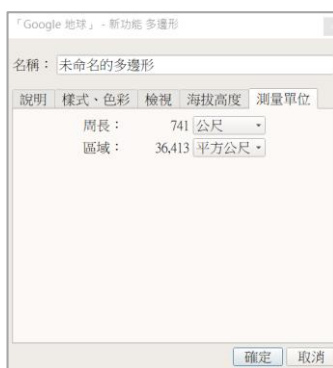 「Google 地球」 - 新功能 多邊形
名稱： 未命名的多邊形
說明 樣式、色彩 檢視 海拔高度 測量單位
周長： 741 公尺
區域： 36,413 平方公尺
確定 取消